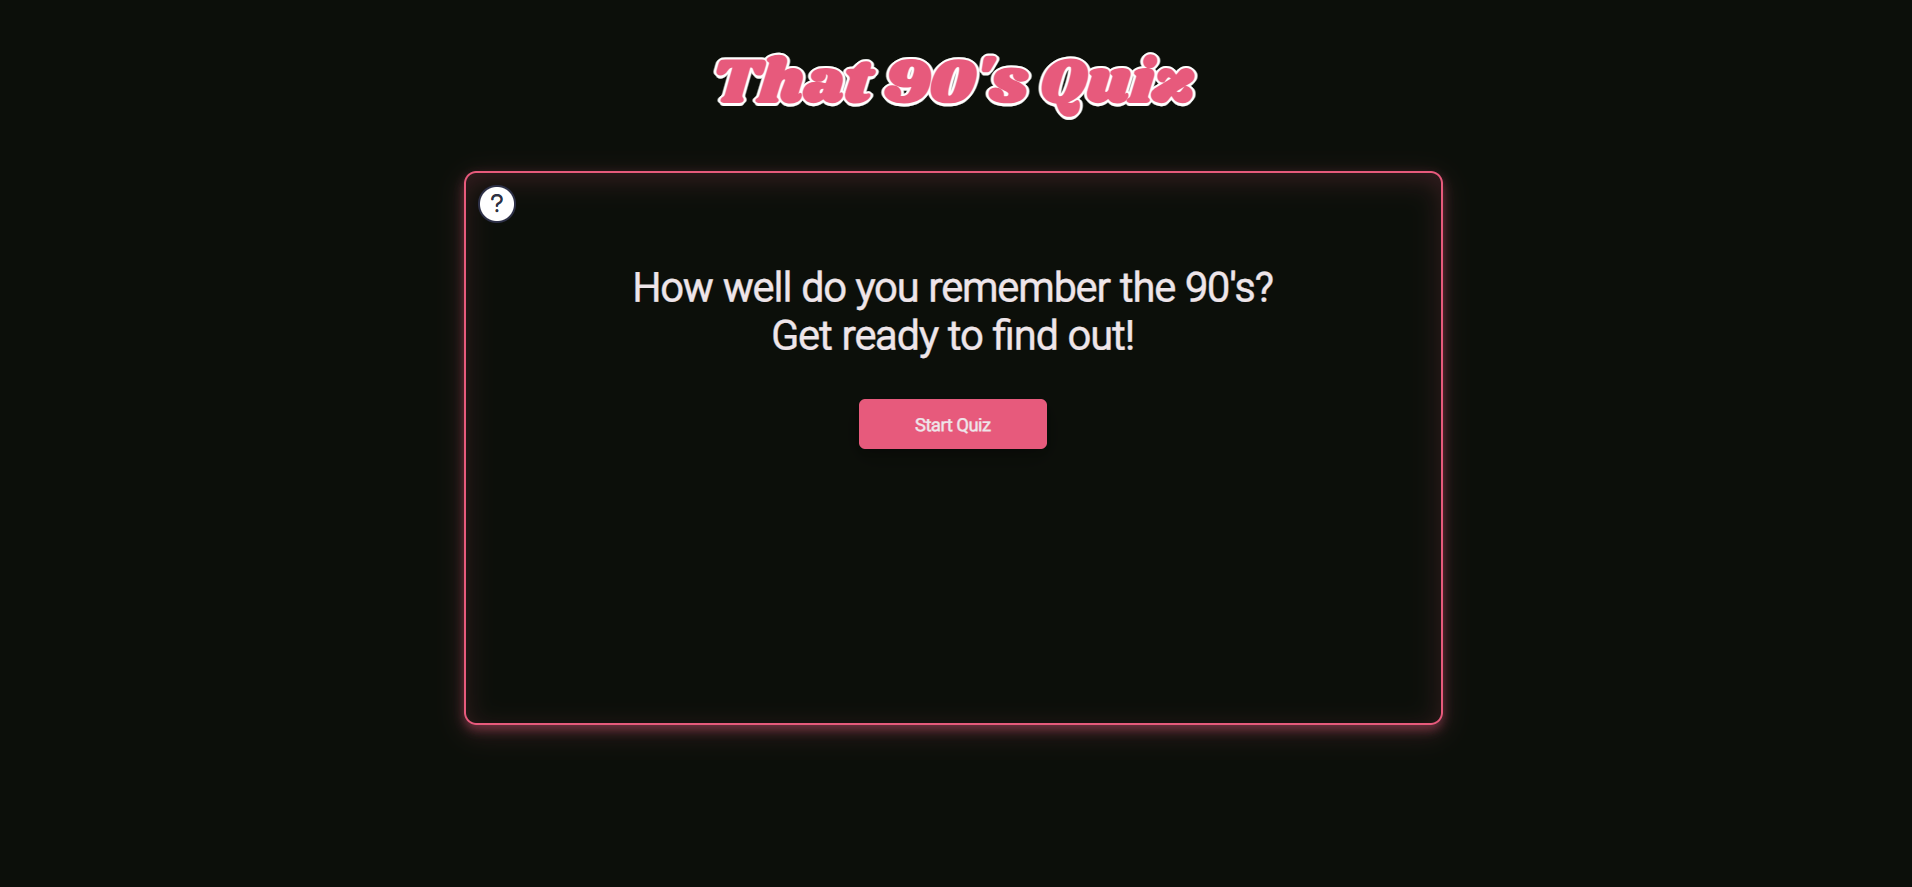 That 90's Quiz
?
How well do you remember the 90's?
Get ready to find out!
Start Quiz